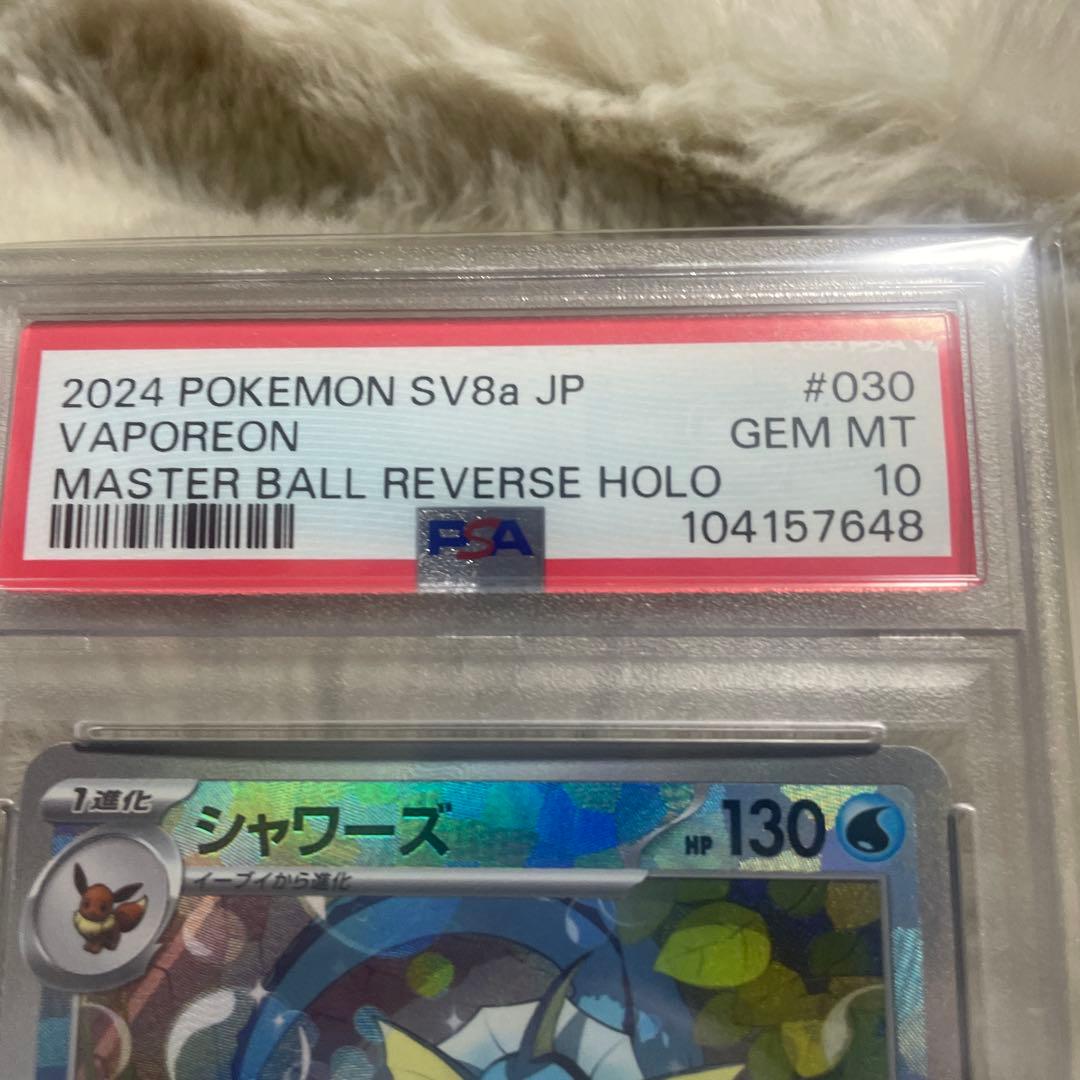 2024 POKEMON SV8a JP #030
VAPOREON GEM MT
MASTER BALL REVERSE HOLO 10
PSA 104157648
1進化 シャワーズ HP 130
イーブイから進化